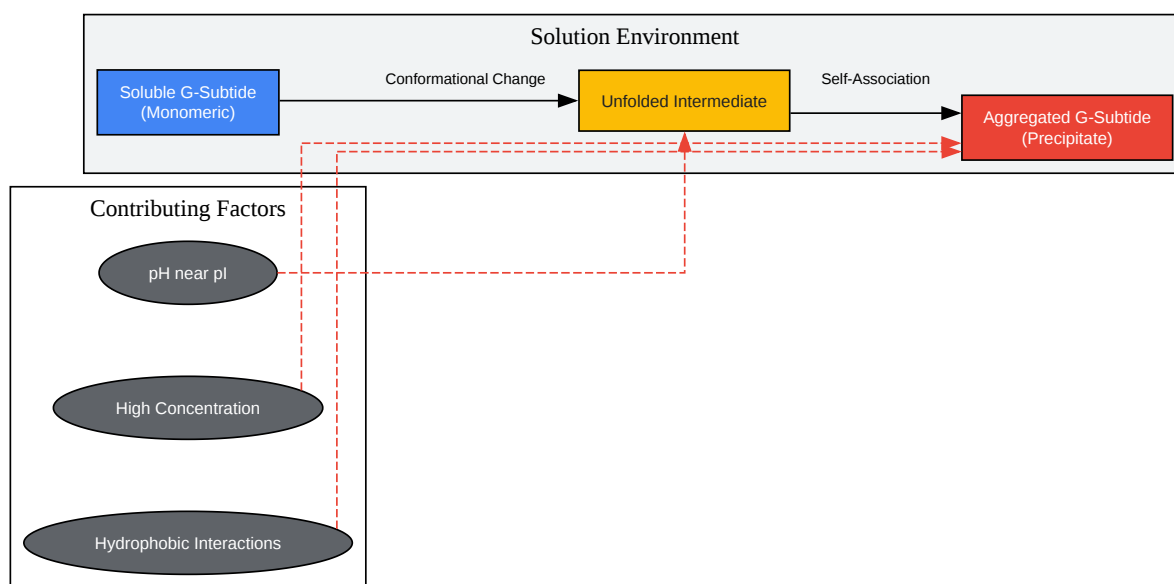 Solution Environment
Soluble G-Subtide
(Monomeric)
Conformational Change
Unfolded Intermediate
Self-Association
Aggregated G-Subtide
(Precipitate)
Contributing Factors
pH near pI
High Concentration
Hydrophobic Interactions